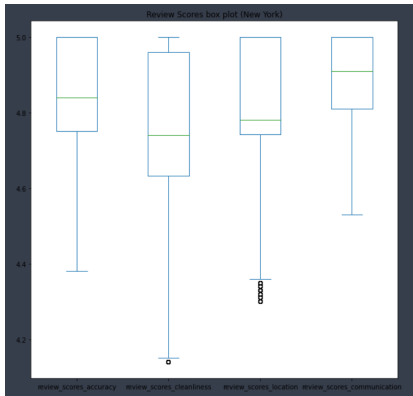 Review Scores box plot (New York)
5.0
4.8
4.6
4.4
4.2
review_scores_accuracy review_scores_cleanliness review_scores_location review_scores_communication